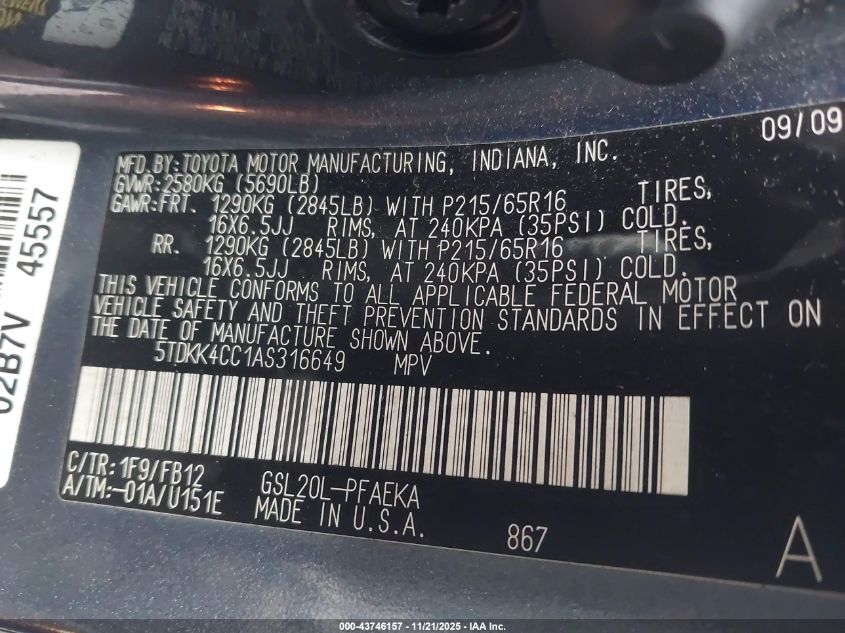 09/09
MFD.BY: TOYOTA MOTOR MANUFACTURING, INDIANA, INC.
GVWR: 2580KG (5690LB)
GAWR: FRT. 1290KG (2845LB) WITH P215/65R16 TIRES,
16X6.5JJ RIMS, AT 240KPA (35PSI) COLD.
RR. 1290KG (2845LB) WITH P215/65R16 TIRES,
16X6.5JJ RIMS, AT 240KPA (35PSI) COLD.
THIS VEHICLE CONFORMS TO ALL APPLICABLE FEDERAL MOTOR
VEHICLE SAFETY AND THEFT PREVENTION STANDARDS IN EFFECT ON
THE DATE OF MANUFACTURE SHOWN ABOVE.
5TDKK4CC1AS316649 MPV
C/TR: 1F9/FB12
A/TM: -01A/U151E
GSL20L-PFAEKA
MADE IN U.S.A.
867
A
02B7V 45557
000-43746157 - 11/21/2025 - IAA Inc.